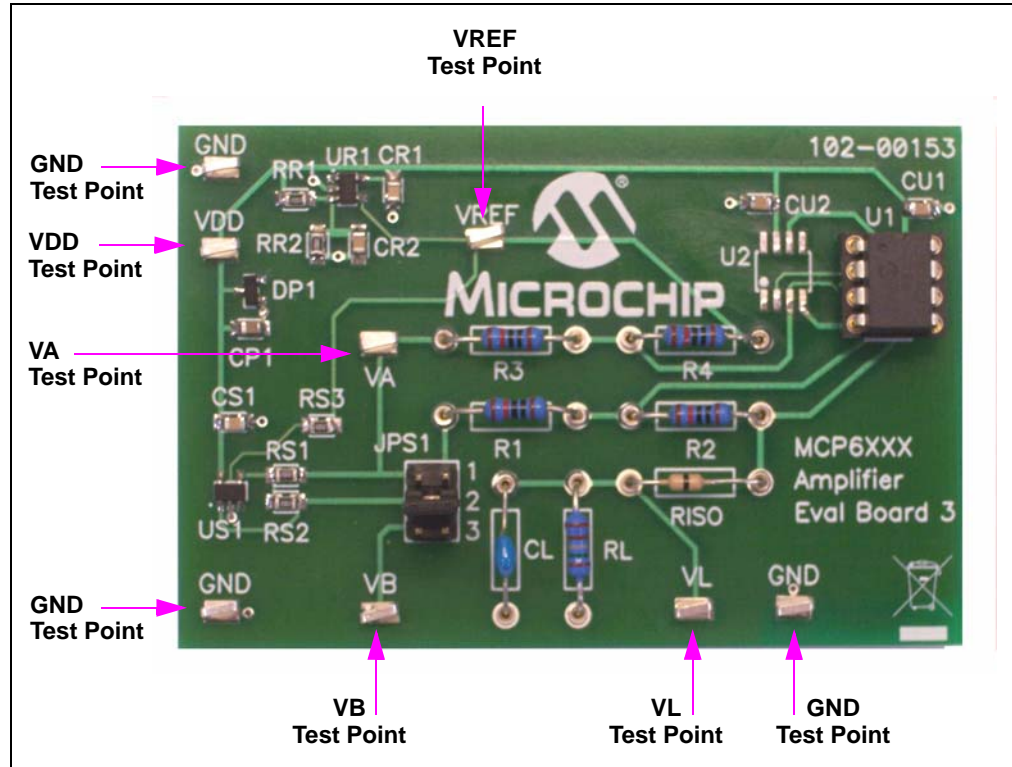 VREF
Test Point
GND
Test Point
VDD
Test Point
VA
Test Point
GND
Test Point
VB
Test Point
VL
Test Point
GND
Test Point
GND
RR1
UR1
CR1
102-00153
CU1
VDD
VREF
®
CU2
U1
RR2
CR2
U2
DP1
MICROCHIP
CP1
VA
R3
R4
CS1
RS3
JPS1
R1
R2
RS1
1
2
3
MCP6XXX
Amplifier
Eval Board 3
US1
RS2
RISO
CL
RL
GND
VB
VL
GND